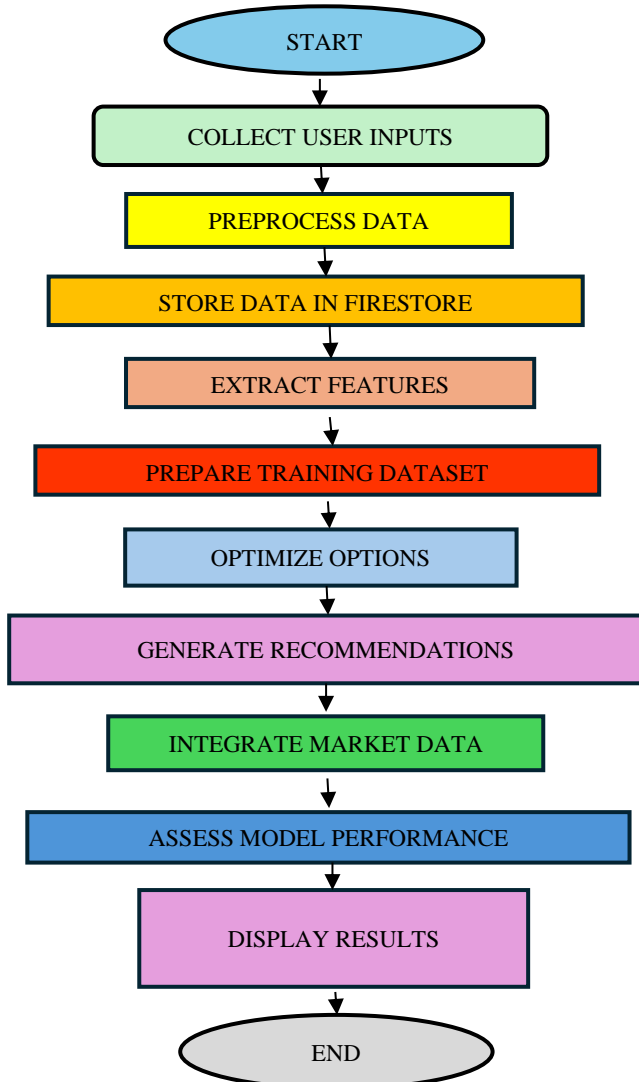 START
COLLECT USER INPUTS
PREPROCESS DATA
STORE DATA IN FIRESTORE
EXTRACT FEATURES
PREPARE TRAINING DATASET
OPTIMIZE OPTIONS
GENERATE RECOMMENDATIONS
INTEGRATE MARKET DATA
ASSESS MODEL PERFORMANCE
DISPLAY RESULTS
END